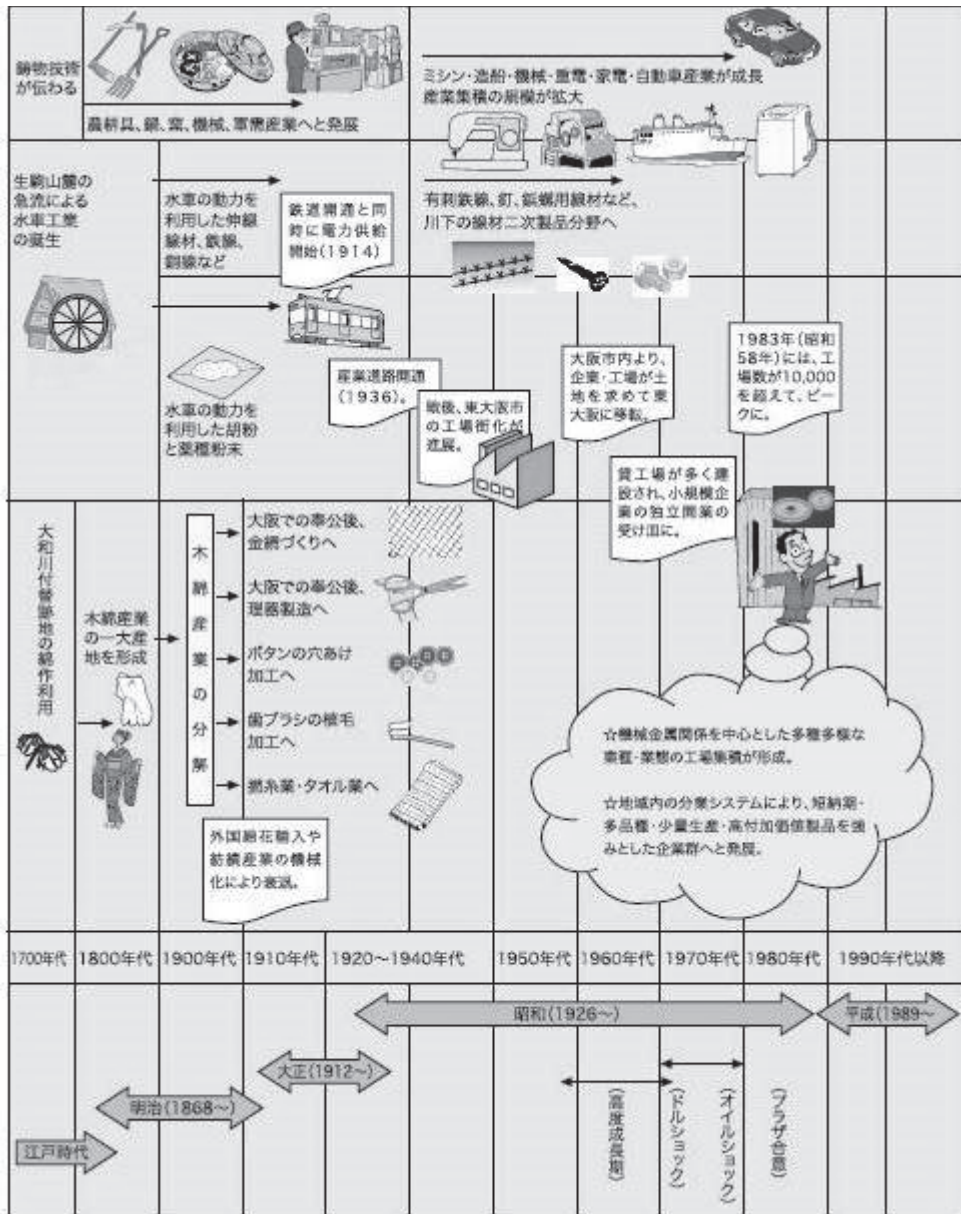 鋳物技術
が伝わる
農耕具、鍋、窯、機械、軍需産業へと発展
ミシン・造船・機械・重電・家電・自動車産業が成長
産業集積の規模が拡大
生駒山麓の
急流による
水車工業
の誕生
水車の動力を
利用した伸線
線材、鉄線、
銅線など
鉄道開通と同
時に電力供給
開始(1914)
有刺鉄線、釘、鋲螺用線材など、
川下の線材二次製品分野へ
水車の動力を
利用した胡粉
と薬種粉末
産業道路開通
(1936)。
戦後、東大阪市
の工場街化が
進展。
大阪市内より、
企業・工場が土
地を求めて東
大阪に移転。
1983年(昭和
58年)には、工
場数が10,000
を超えて、ピー
クに。
貸工場が多く建
設され、小規模企
業の独立開業の
受け皿に。
大和川付替跡地の綿作利用
木綿産業
の一大産
地を形成
木綿産業の分解
大阪での奉公後、
金網づくりへ
大阪での奉公後、
理器製造へ
ボタンの穴あけ
加工へ
歯ブラシの植毛
加工へ
撚糸業・タオル業へ
外国綿花輸入や
紡績産業の機械
化により衰退。
☆機械金属関係を中心とした多種多様な
業種・業態の工場集積が形成。
☆地域内の分業システムにより、短納期・
多品種・少量生産・高付加価値製品を強
みとした企業群へと発展。
1700年代
1800年代
1900年代
1910年代
1920～1940年代
1950年代
1960年代
1970年代
1980年代
1990年代以降
昭和(1926～)
平成(1989～
大正(1912～)
明治(1868～)
江戸時代
(高度成長期)
(ドルショック)
(オイルショック)
(プラザ合意)